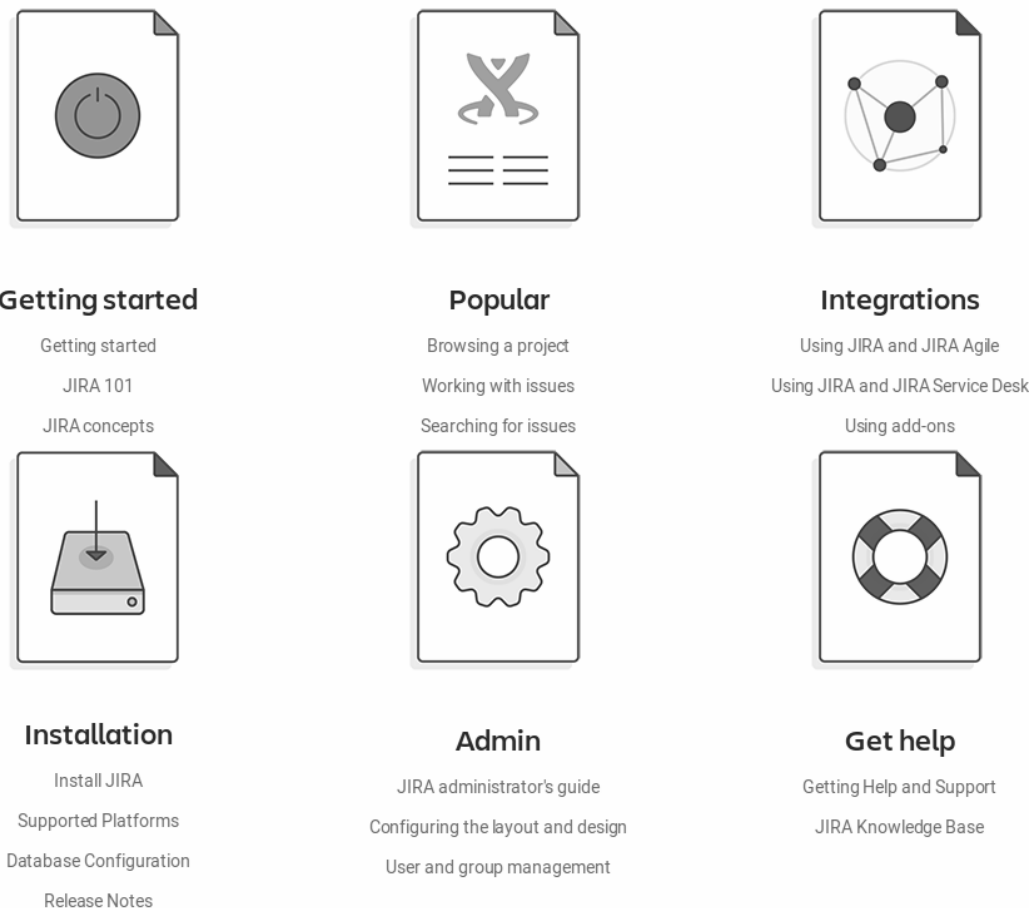 Getting started
Getting started
JIRA 101
JIRA concepts
Popular
Browsing a project
Working with issues
Searching for issues
Integrations
Using JIRA and JIRA Agile
Using JIRA and JIRA Service Desk
Using add-ons
Installation
Install JIRA
Supported Platforms
Database Configuration
Release Notes
Admin
JIRA administrator's guide
Configuring the layout and design
User and group management
Get help
Getting Help and Support
JIRA Knowledge Base